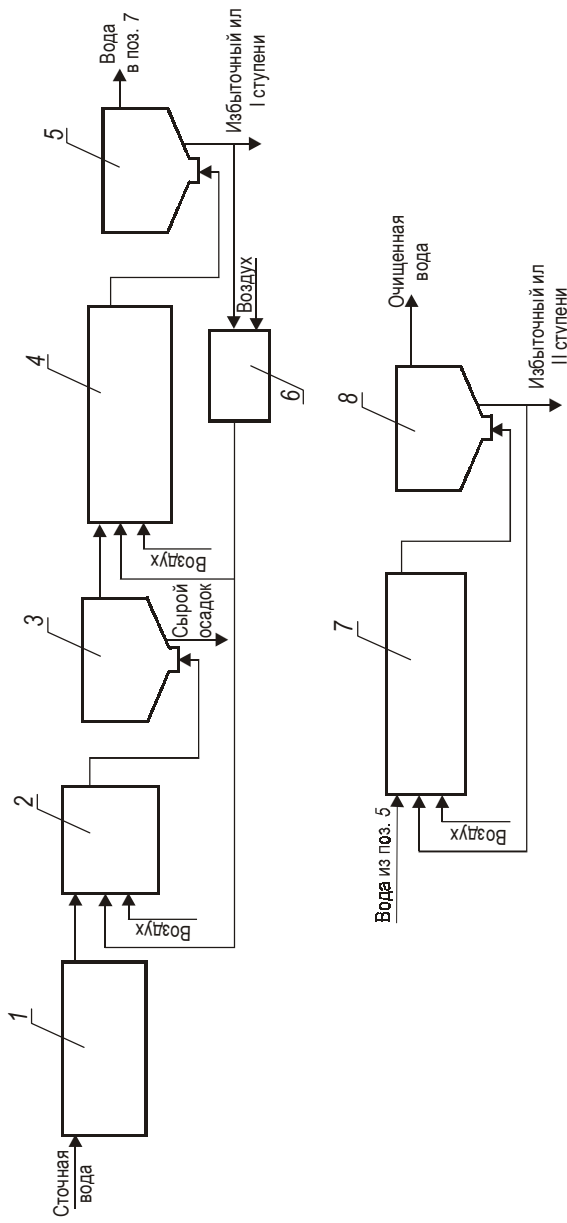 Сточная
вода
1
2
Воздух
3
Сырой
осадок
4
Воздух
5
Вода
в поз. 7
Избыточный ил
I ступени
6
Воздух
Вода из поз. 5
Воздух
7
8
Очищенная
вода
Избыточный ил
II ступени